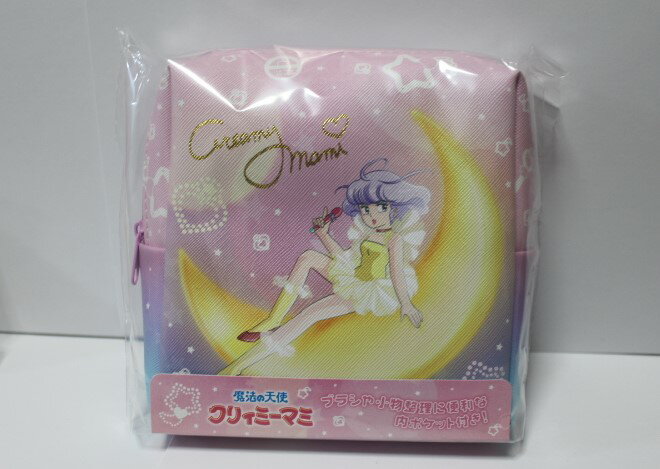 Creamy
mami
魔法の天使
クリィミーマミ
ブラシや小物整理に便利な
内ポケット付き!